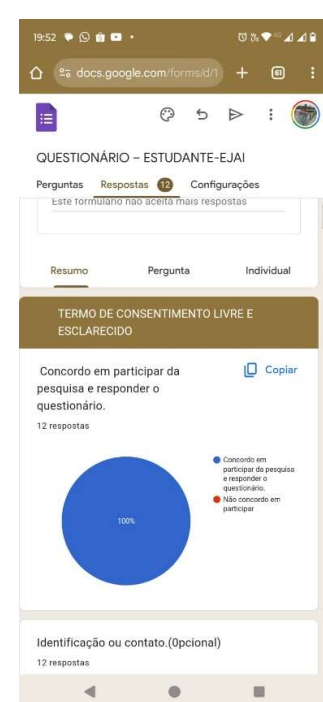 19:52
docs.google.com/forms/d/1
61
QUESTIONÁRIO – ESTUDANTE-EJAI
Perguntas Respostas 12 Configurações
Este formulário não aceita mais respostas
Resumo Pergunta Individual
TERMO DE CONSENTIMENTO LIVRE E
ESCLARECIDO
Concordo em participar da
pesquisa e responder o
questionário.
Copiar
12 respostas
100%
Concordo em
participar da pesquisa
e responder o
questionário.
Não concordo em
participar
Identificação ou contato.(0pcional)
12 respostas